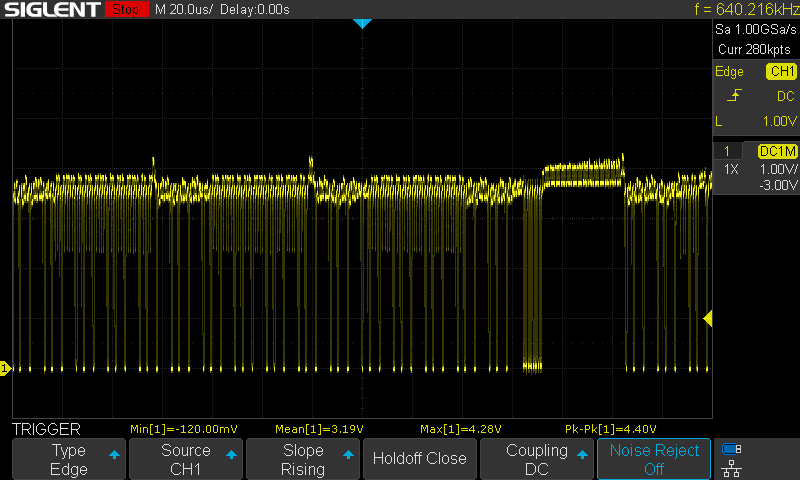 SIGLENT Stop M 20.0us/ Delay:0.00s f = 640.216kHz
Sa 1.00GSa/s
Curr 280kpts
Edge CH1
DC
L 1.00V
1 DC1M
1X 1.00V/
-3.00V
1
TRIGGER Min[1]=-120.00mV Mean[1]=3.19V Max[1]=4.28V Pk-Pk[1]=4.40V
Type Source Slope Holdoff Close Coupling Noise Reject
Edge CH1 Rising DC Off